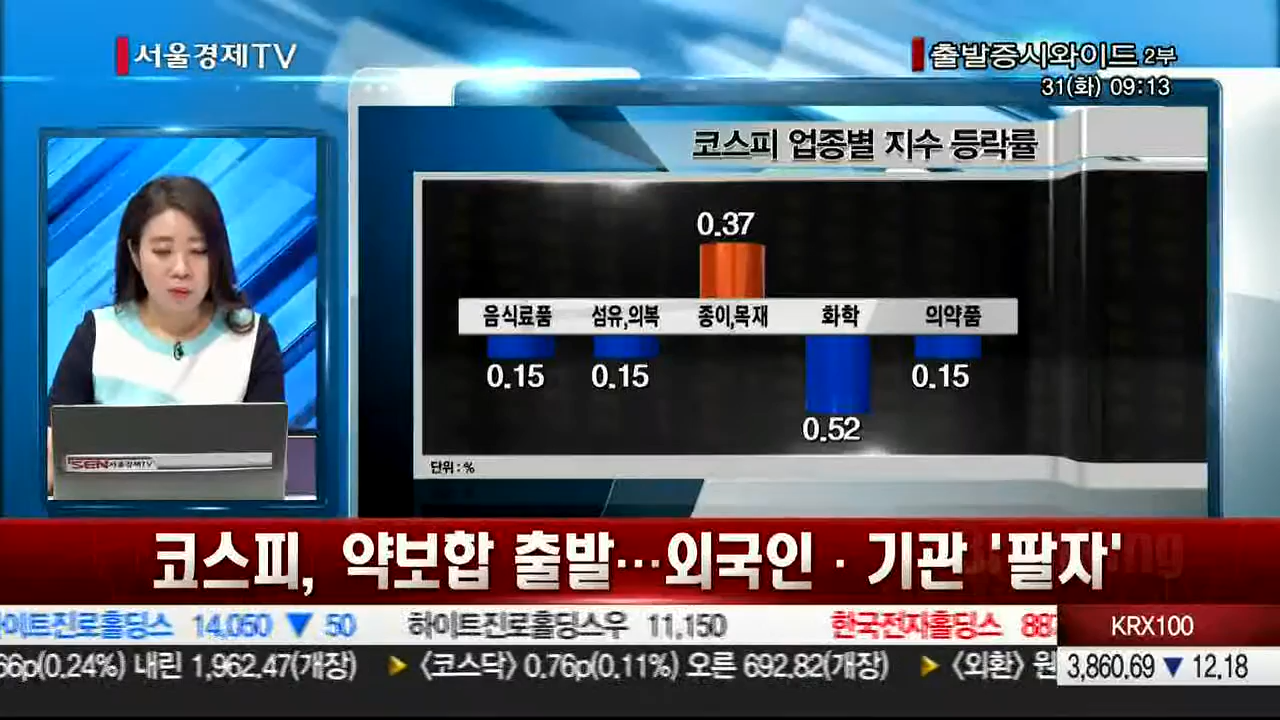 서울경제TV
출발증시와이드 2부
31(화) 09:13
코스피 업종별 지수 등락률
0.37
음식료품 섬유,의복 종이,목재 화학 의약품
0.15 0.15 0.52 0.15
단위 : %
SEN 서울경제TV
코스피, 약보합 출발…외국인·기관 '팔자'
하이트진로홀딩스 14,050 ▼ 50 하이트진로홀딩스우 11,150 한국전자홀딩스
KRX100
66p(0.24%) 내린 1,962.47(개장) ▶ 〈코스닥〉 0.76p(0.11%) 오른 692.82(개장) ▶ 〈외환〉 원
3,860.69 ▼ 12.18